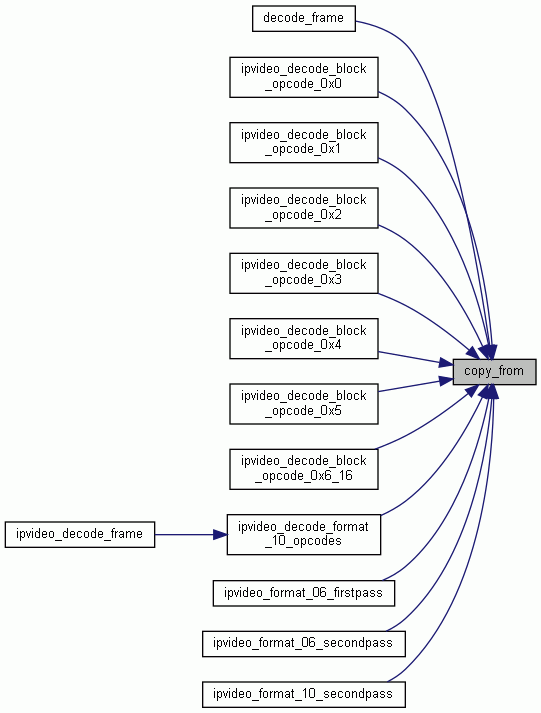 decode_frame
ipvideo_decode_block
_opcode_0x0
ipvideo_decode_block
_opcode_0x1
ipvideo_decode_block
_opcode_0x2
ipvideo_decode_block
_opcode_0x3
ipvideo_decode_block
_opcode_0x4
copy_from
ipvideo_decode_block
_opcode_0x5
ipvideo_decode_block
_opcode_0x6_16
ipvideo_decode_frame
ipvideo_decode_format
_10_opcodes
ipvideo_format_06_firstpass
ipvideo_format_06_secondpass
ipvideo_format_10_secondpass